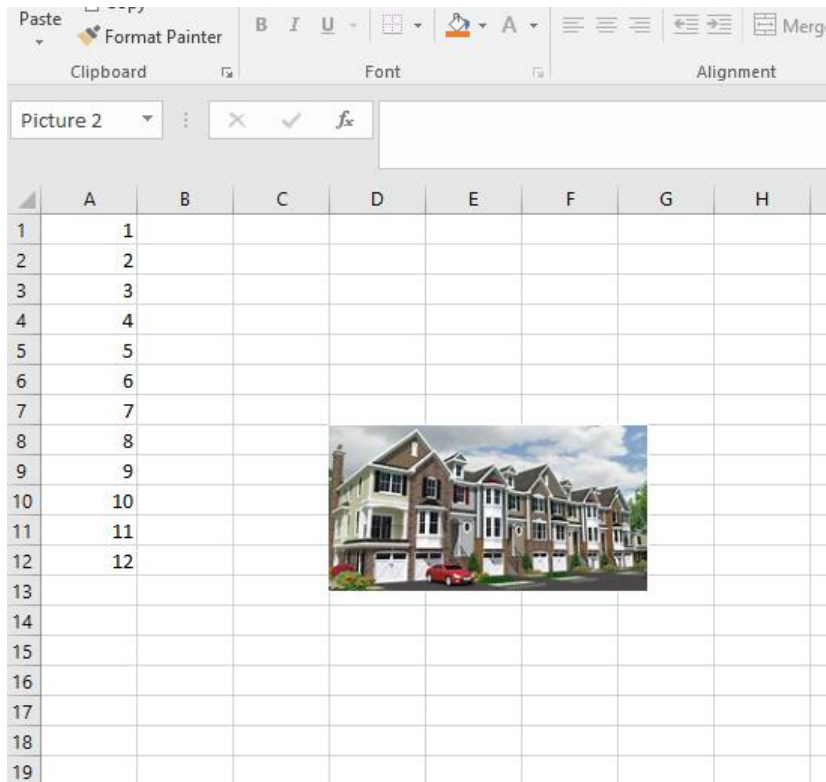 Paste
Format Painter
B I U A
Merg
Clipboard Font Alignment
Picture 2 fx
A B C D E F G H
1 1
2 2
3 3
4 4
5 5
6 6
7 7
8 8
9 9
10 10
11 11
12 12
13
14
15
16
17
18
19